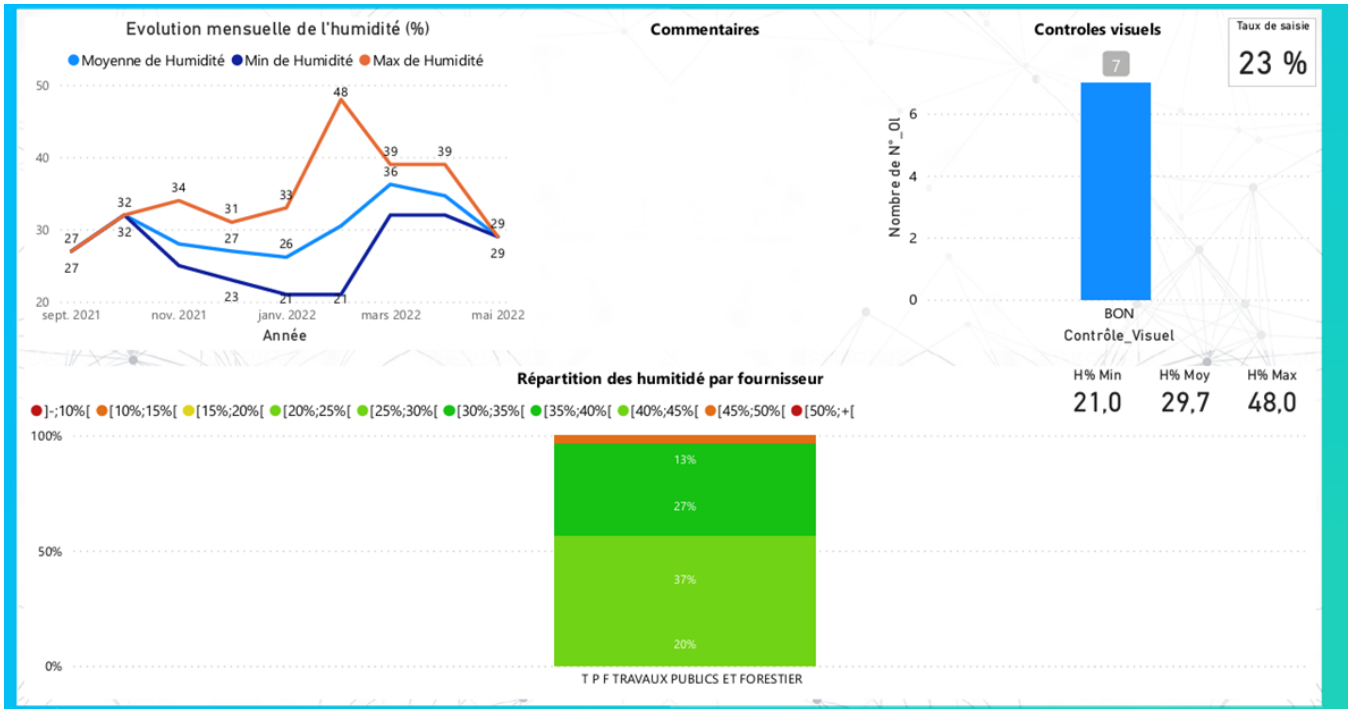 Evolution mensuelle de l'humidité (%)
Moyenne de Humidité Min de Humidité Max de Humidité
50
40
30
20
27
27
32
32
34
31
27
23
33
26
21
48
21
39
36
39
29
29
sept. 2021 nov. 2021 janv. 2022 mars 2022 mai 2022
Année
Commentaires
Controles visuels
7
Nombre de N°_Ol
6
4
2
0
BON
Contrôle_Visuel
Taux de saisie
23 %
Répartition des humitidé par fournisseur
]-;10%[ [10%;15%[ [15%;20%[ [20%;25%[ [25%;30%[ [30%;35%[ [35%;40%[ [40%;45%[ [45%;50%[ [50%;+[
H% Min H% Moy H% Max
21,0 29,7 48,0
100%
50%
0%
13%
27%
37%
20%
T P F TRAVAUX PUBLICS ET FORESTIER